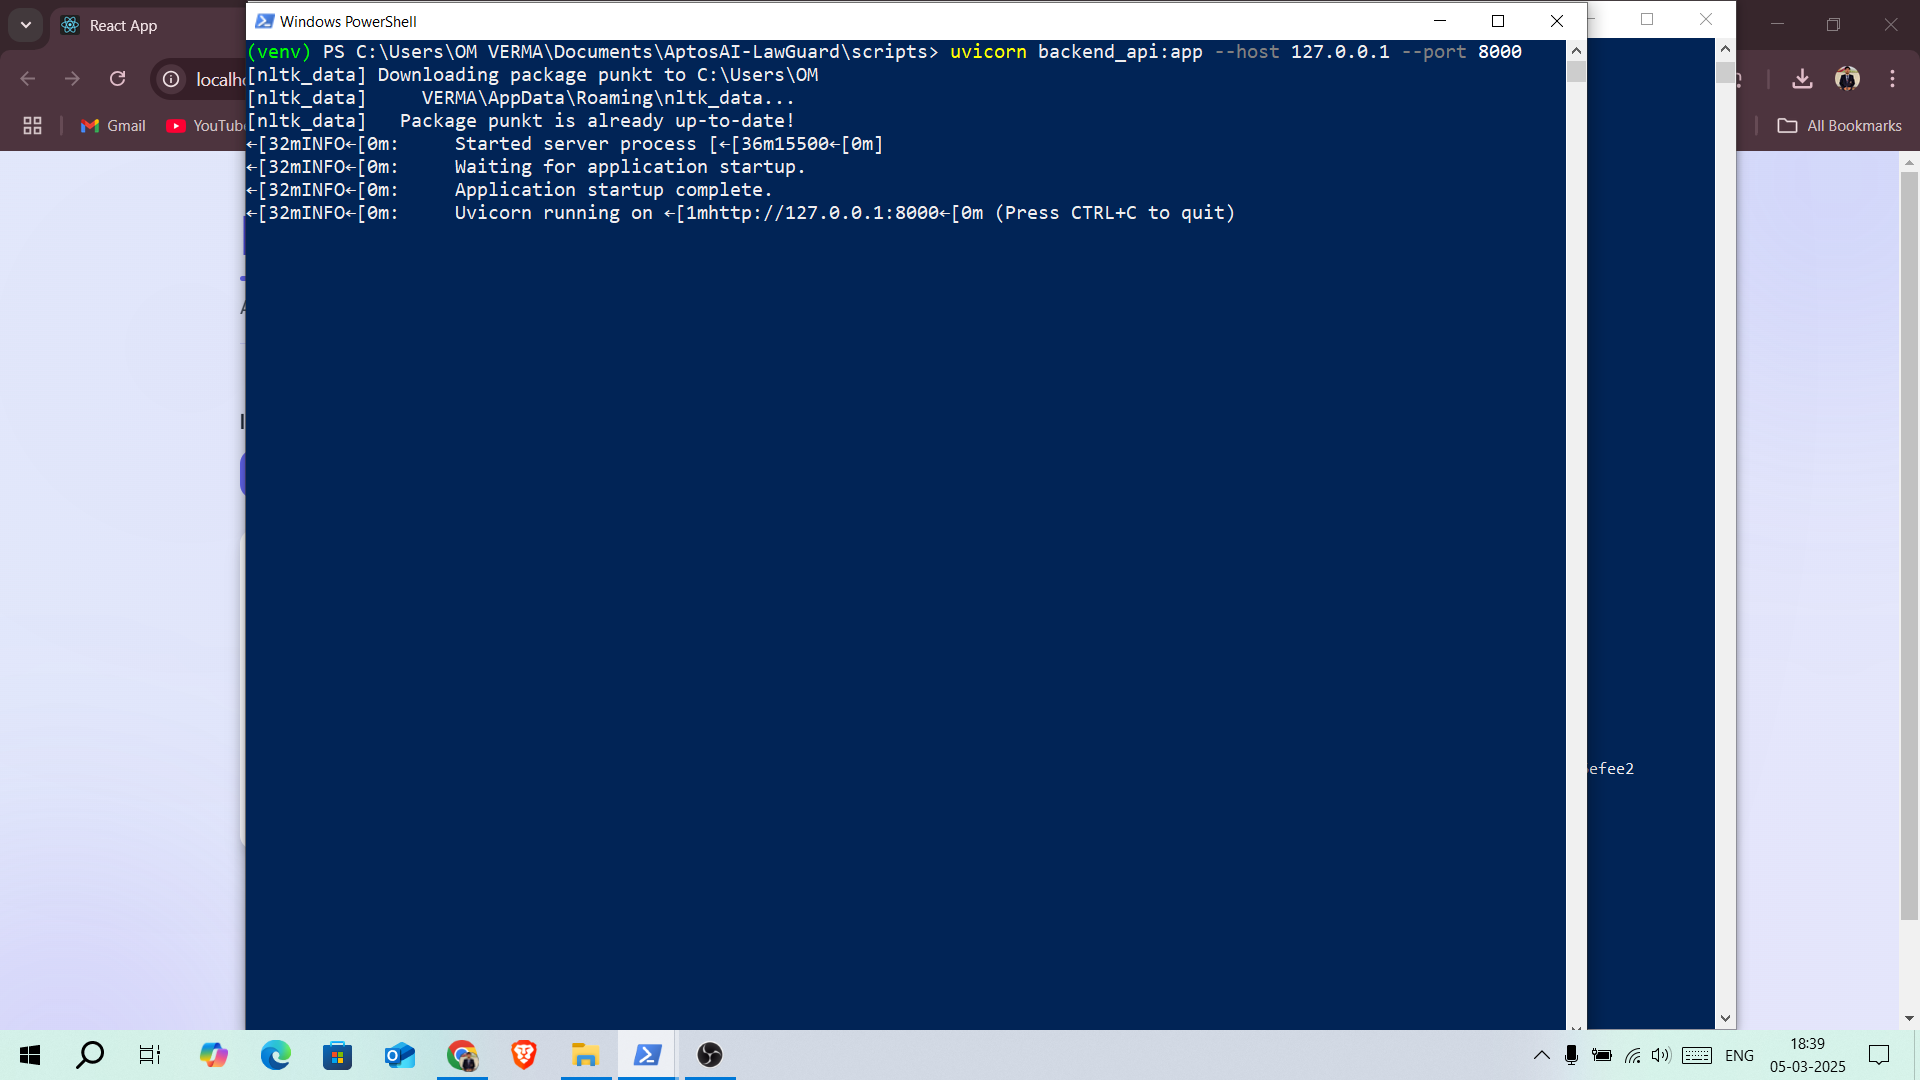 React App
Windows PowerShell
localh
Gmail
YouTube
All Bookmarks
(venv) PS C:\Users\OM VERMA\Documents\AptosAI-LawGuard\scripts> uvicorn backend_api:app --host 127.0.0.1 --port 8000
[nltk_data] Downloading package punkt to C:\Users\OM
[nltk_data]     VERMA\AppData\Roaming\nltk_data...
[nltk_data]   Package punkt is already up-to-date!
←[32mINFO←[0m:     Started server process [←[36m15500←[0m]
←[32mINFO←[0m:     Waiting for application startup.
←[32mINFO←[0m:     Application startup complete.
←[32mINFO←[0m:     Uvicorn running on ←[1mhttp://127.0.0.1:8000←[0m (Press CTRL+C to quit)
efee2
ENG
18:39
05-03-2025